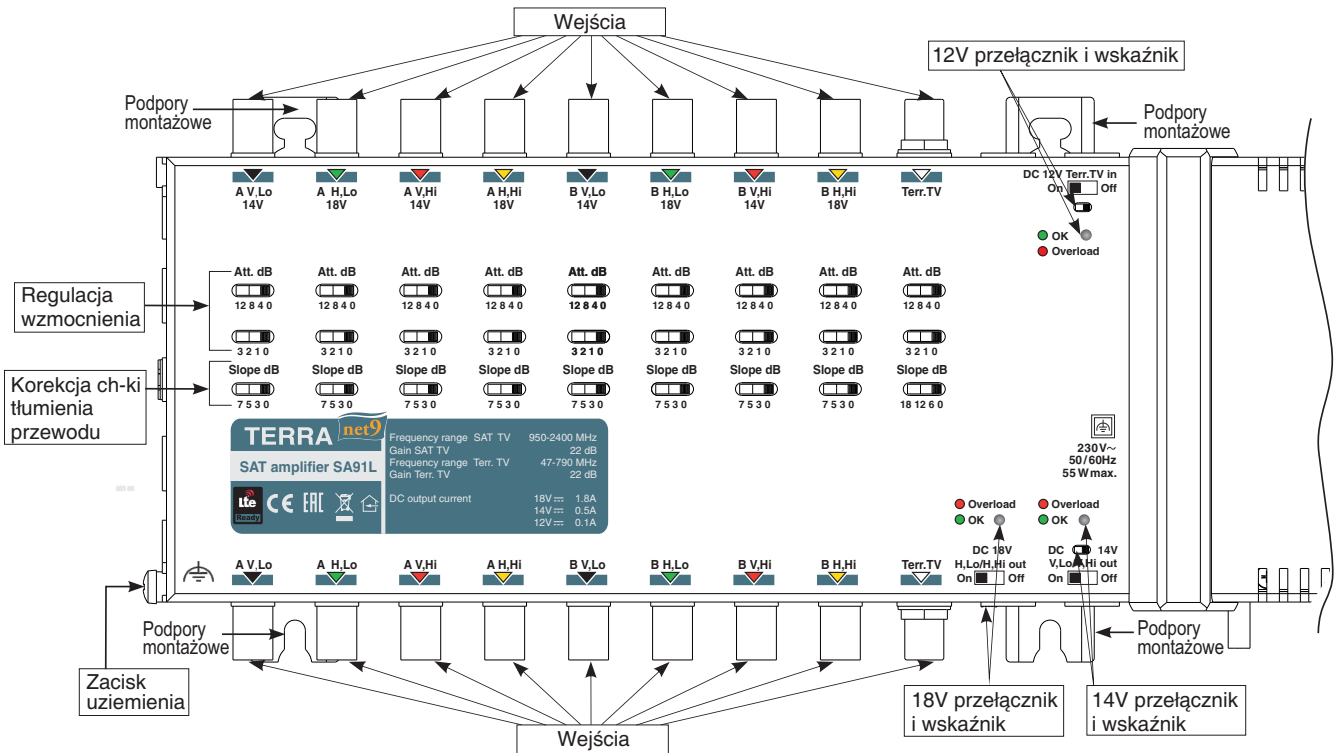 Wejścia
12V przełącznik i wskaźnik
Podpory
montażowe
Podpory
montażowe
A V,Lo
14V
A H,Lo
18V
A V,Hi
14V
A H,Hi
18V
B V,Lo
14V
B H,Lo
18V
B V,Hi
14V
B H,Hi
18V
Terr.TV
DC 12V Terr.TV in
On Off
OK
Overload
Regulacja
wzmocnienia
Att. dB Att. dB Att. dB Att. dB Att. dB Att. dB Att. dB Att. dB Att. dB
12 8 4 0 12 8 4 0 12 8 4 0 12 8 4 0 12 8 4 0 12 8 4 0 12 8 4 0 12 8 4 0 12 8 4 0
3 2 1 0 3 2 1 0 3 2 1 0 3 2 1 0 3 2 1 0 3 2 1 0 3 2 1 0 3 2 1 0 3 2 1 0
Korekcja ch-ki
tłumienia
przewodu
Slope dB Slope dB Slope dB Slope dB Slope dB Slope dB Slope dB Slope dB Slope dB
7 5 3 0 7 5 3 0 7 5 3 0 7 5 3 0 7 5 3 0 7 5 3 0 7 5 3 0 7 5 3 0 18 12 6 0
TERRA net9
SAT amplifier SA91L
Lte
Ready
CE EAC
Frequency range SAT TV 950-2400 MHz
Gain SAT TV 22 dB
Frequency range Terr. TV 47-790 MHz
Gain Terr. TV 22 dB
DC output current 18V 1.8A
14V 0.5A
12V 0.1A
230V~
50/60Hz
55 W max.
Overload
OK
DC 18V
H,Lo/H,Hi out
On Off
Overload
OK
DC 14V
V,Lo/ ,Hi out
On Off
A V,Lo A H,Lo A V,Hi A H,Hi B V,Lo B H,Lo B V,Hi B H,Hi Terr.TV
Podpory
montażowe
Podpory
montażowe
Zacisk
uziemienia
Wejścia
18V przełącznik
i wskaźnik
14V przełącznik
i wskaźnik